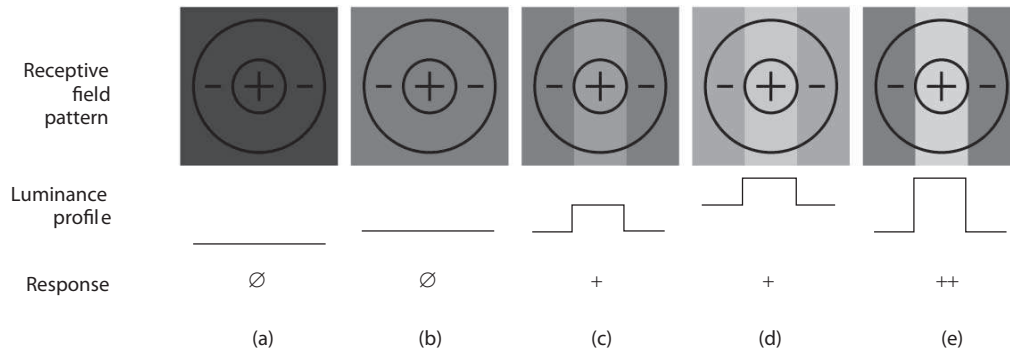 Receptive
field
pattern
− + −
− + −
− + −
− + −
− + −
Luminance
profile
Response
∅ ∅ + + ++
(a) (b) (c) (d) (e)